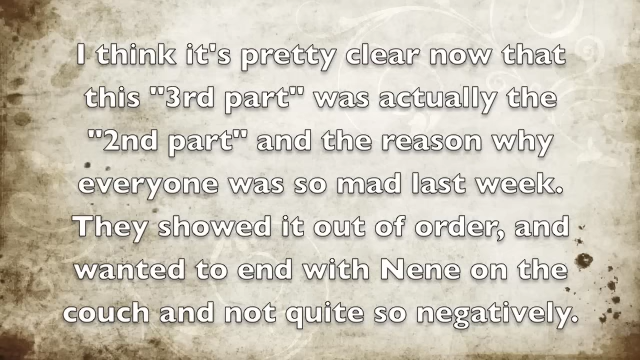 I think it's pretty clear now that
this "3rd part" was actually the
"2nd part" and the reason why
everyone was so mad last week.
They showed it out of order, and
wanted to end with Nene on the
couch and not quite so negatively.